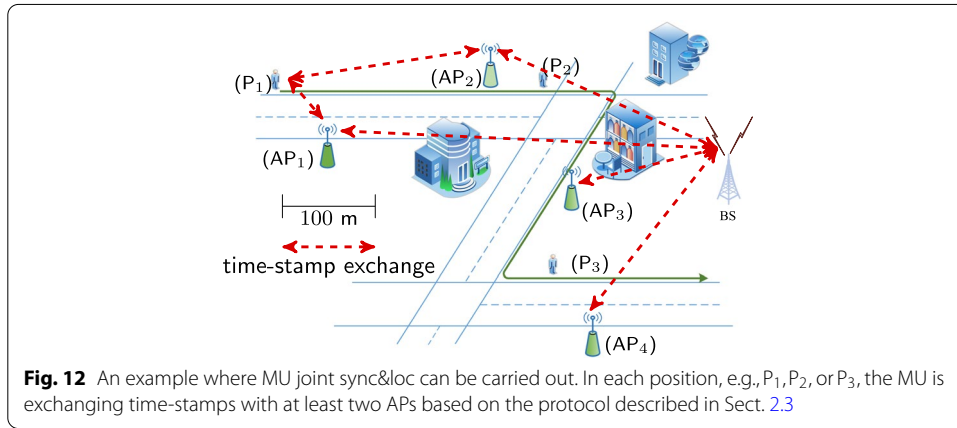 (P₁)
(AP₂)
(P₂)
(AP₁)
(AP₃)
BS
100 m
time-stamp exchange
(P₃)
(AP₄)
Fig. 12 An example where MU joint sync&loc can be carried out. In each position, e.g., P₁, P₂, or P₃, the MU is
exchanging time-stamps with at least two APs based on the protocol described in Sect. 2.3